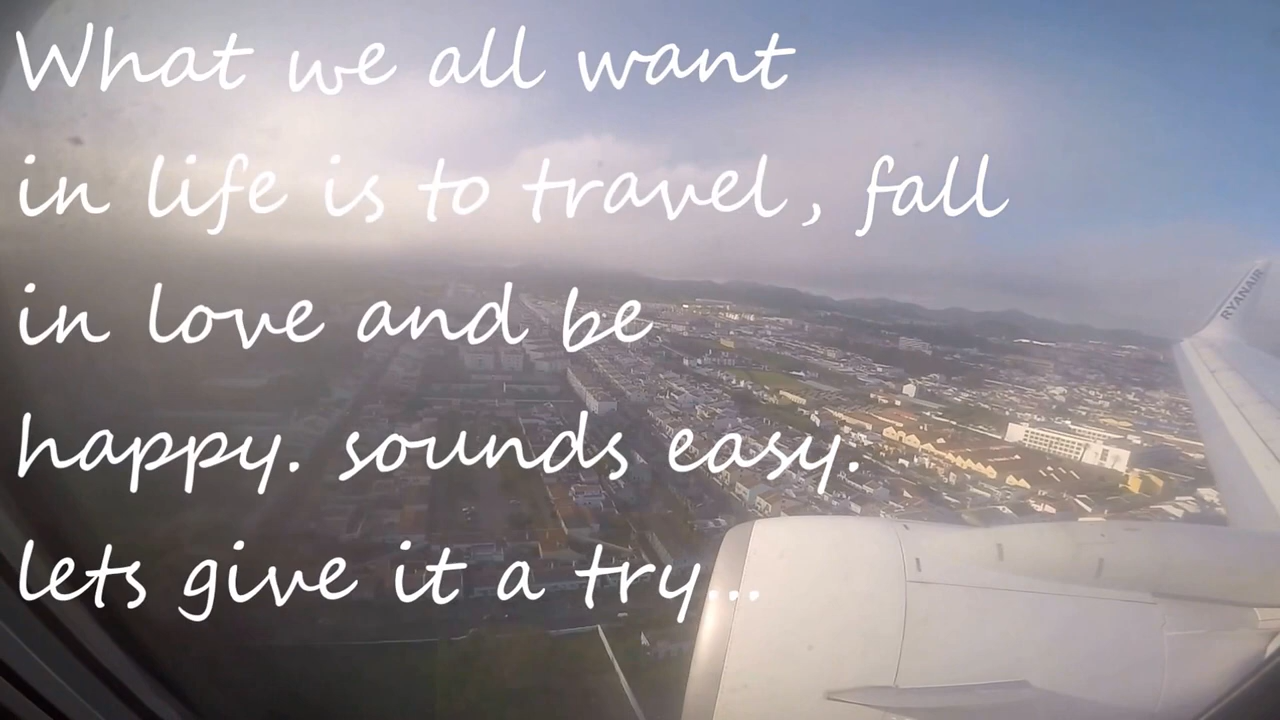 What we all want
in life is to travel, fall
in love and be
happy. sounds easy.
lets give it a try...
RYANAIR